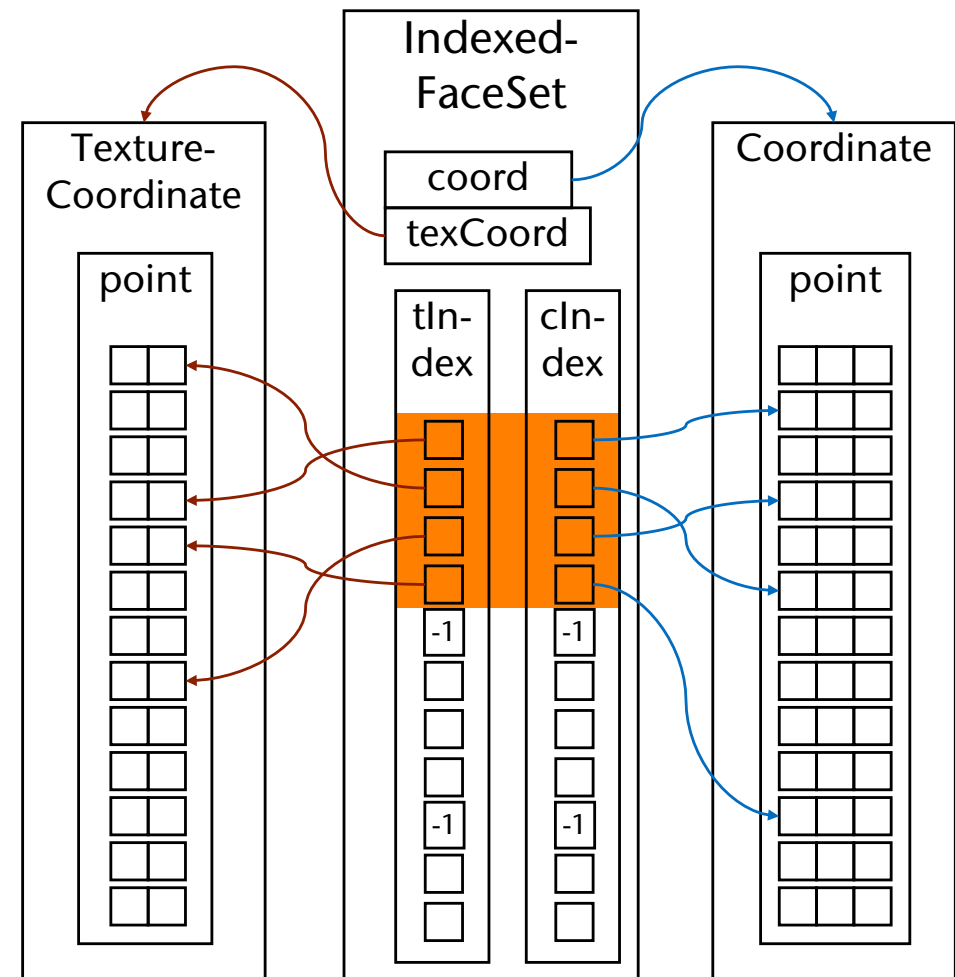 Indexed-
FaceSet
Texture-
Coordinate
Coordinate
coord
texCoord
point
point
tIn-
dex
cIn-
dex
-1
-1
-1
-1